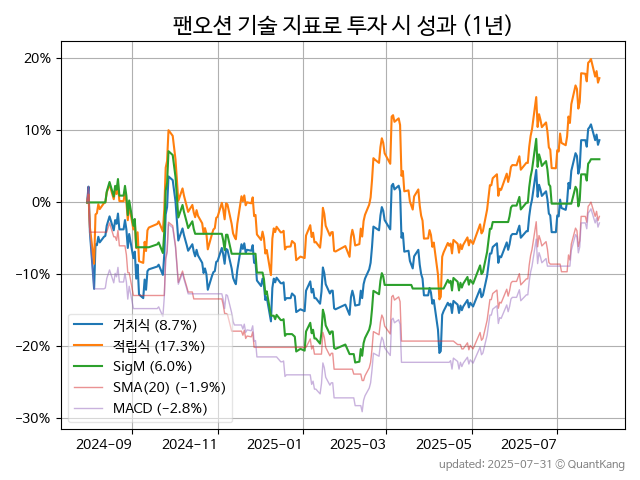 팬오션 기술 지표로 투자 시 성과 (1년)
20%
10%
0%
−10%
−20%
−30%
거치식 (8.7%)
적립식 (17.3%)
SigM (6.0%)
SMA(20) (−1.9%)
MACD (−2.8%)
2024-09
2024-11
2025-01
2025-03
2025-05
2025-07
updated: 2025-07-31 © QuantKang